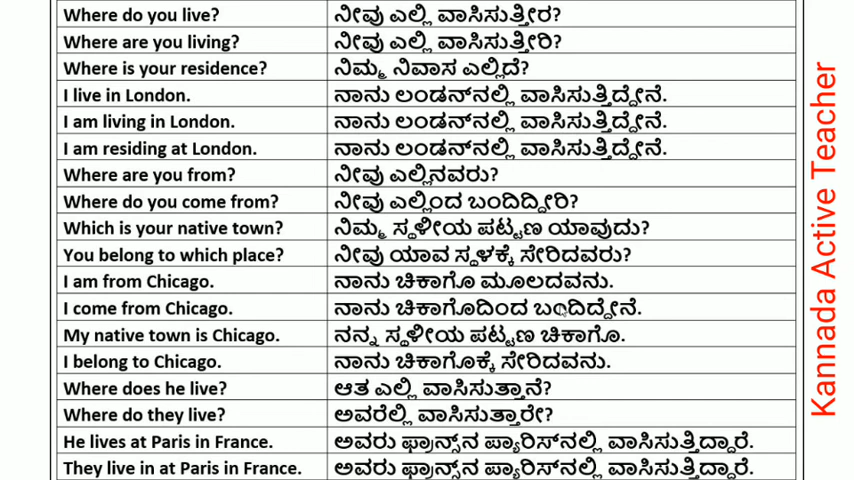 Where do you live? ನೀವು ಎಲ್ಲಿ ವಾಸಿಸುತ್ತೀರ?
Where are you living? ನೀವು ಎಲ್ಲಿ ವಾಸಿಸುತ್ತೀರಿ?
Where is your residence? ನಿಮ್ಮ ನಿವಾಸ ಎಲ್ಲಿದೆ?
I live in London. ನಾನು ಲಂಡನ್‌ನಲ್ಲಿ ವಾಸಿಸುತ್ತಿದ್ದೇನೆ.
I am living in London. ನಾನು ಲಂಡನ್‌ನಲ್ಲಿ ವಾಸಿಸುತ್ತಿದ್ದೇನೆ.
I am residing at London. ನಾನು ಲಂಡನ್‌ನಲ್ಲಿ ವಾಸಿಸುತ್ತಿದ್ದೇನೆ.
Where are you from? ನೀವು ಎಲ್ಲಿನವರು?
Where do you come from? ನೀವು ಎಲ್ಲಿಂದ ಬಂದಿದ್ದೀರಿ?
Which is your native town? ನಿಮ್ಮ ಸ್ಥಳೀಯ ಪಟ್ಟಣ ಯಾವುದು?
You belong to which place? ನೀವು ಯಾವ ಸ್ಥಳಕ್ಕೆ ಸೇರಿದವರು?
I am from Chicago. ನಾನು ಚಿಕಾಗೊ ಮೂಲದವನು.
I come from Chicago. ನಾನು ಚಿಕಾಗೊದಿಂದ ಬಂದಿದ್ದೇನೆ.
My native town is Chicago. ನನ್ನ ಸ್ಥಳೀಯ ಪಟ್ಟಣ ಚಿಕಾಗೊ.
I belong to Chicago. ನಾನು ಚಿಕಾಗೊಕ್ಕೆ ಸೇರಿದವನು.
Where does he live? ಆತ ಎಲ್ಲಿ ವಾಸಿಸುತ್ತಾನೆ?
Where do they live? ಅವರೆಲ್ಲಿ ವಾಸಿಸುತ್ತಾರೇ?
He lives at Paris in France. ಅವರು ಫ್ರಾನ್ಸ್‌ನ ಪ್ಯಾರಿಸ್‌ನಲ್ಲಿ ವಾಸಿಸುತ್ತಿದ್ದಾರೆ.
They live in at Paris in France. ಅವರು ಫ್ರಾನ್ಸ್‌ನ ಪ್ಯಾರಿಸ್‌ನಲ್ಲಿ ವಾಸಿಸುತ್ತಿದ್ದಾರೆ.
Kannada Active Teacher